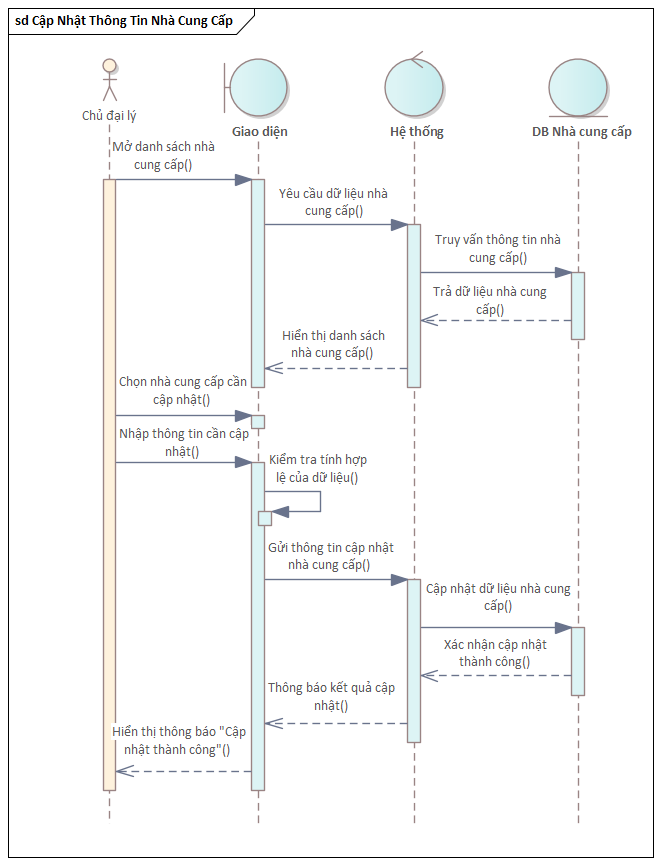 sd Cập Nhật Thông Tin Nhà Cung Cấp
Chủ đại lý
Giao diện
Hệ thống
DB Nhà cung cấp
Mở danh sách nhà
cung cấp()
Yêu cầu dữ liệu nhà
cung cấp()
Truy vấn thông tin nhà
cung cấp()
Trả dữ liệu nhà cung
cấp()
Hiển thị danh sách
nhà cung cấp()
Chọn nhà cung cấp cần
cập nhật()
Nhập thông tin cần cập
nhật()
Kiểm tra tính hợp
lệ của dữ liệu()
Gửi thông tin cập nhật
nhà cung cấp()
Cập nhật dữ liệu nhà cung
cấp()
Xác nhận cập nhật
thành công()
Thông báo kết quả cập
nhật()
Hiển thị thông báo "Cập
nhật thành công"()